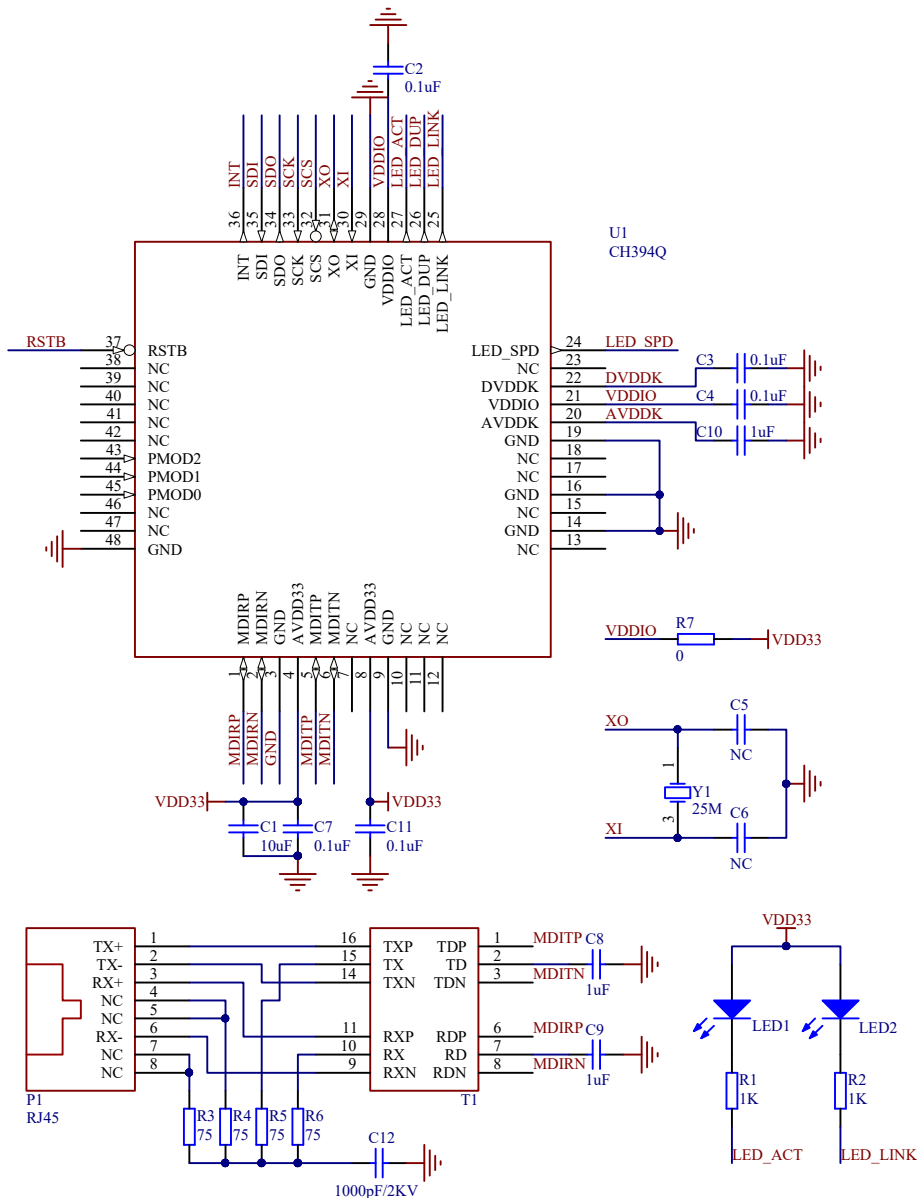 C2
0.1uF
INT
SDI
SDO
SCK
SCS
XO
XI
VDDIO
LED_ACT
LED_DUP
LED_LINK
36
35
34
33
32
31
30
29
28
27
26
25
INT
SDI
SDO
SCK
SCS
XO
XI
GND
VDDIO
LED_ACT
LED_DUP
LED_LINK
U1
CH394Q
RSTB 37 RSTB
38 NC
39 NC
40 NC
41 NC
42 NC
43 PMOD2
44 PMOD1
45 PMOD0
46 NC
47 NC
48 GND
LED_SPD 24 LED_SPD
NC 23 C3 0.1uF
DVDDK 22 DVDDK
VDDIO 21 VDDIO C4 0.1uF
AVDDK 20 AVDDK
GND 19 C10 1uF
NC 18
NC 17
GND 16
NC 15
GND 14
NC 13
MDIRP
MDIRN
GND
AVDD33
MDITP
MDITN
NC
AVDD33
GND
NC
NC
NC
1
2
3
4
5
6
7
8
9
10
11
12
MDIRP
MDIRN
GND
MDITP
MDITN
VDD33
VDD33
C1
10uF
C7
0.1uF
C11
0.1uF
VDDIO R7 VDD33
0
XO C5
NC
1
Y1
25M
3
XI C6
NC
TX+ 1
TX- 2
RX+ 3
NC 4
NC 5
RX- 6
NC 7
NC 8
P1
RJ45
16 TXP TDP 1 MDITP C8
15 TX TD 2
14 TXN TDN 3 MDITN 1uF
11 RXP RDP 6 MDIRP C9
10 RX RD 7
9 RXN RDN 8 MDIRN 1uF
T1
R3
75
R4
75
R5
75
R6
75
C12
1000pF/2KV
VDD33
LED1
LED2
R1
1K
R2
1K
LED_ACT
LED_LINK